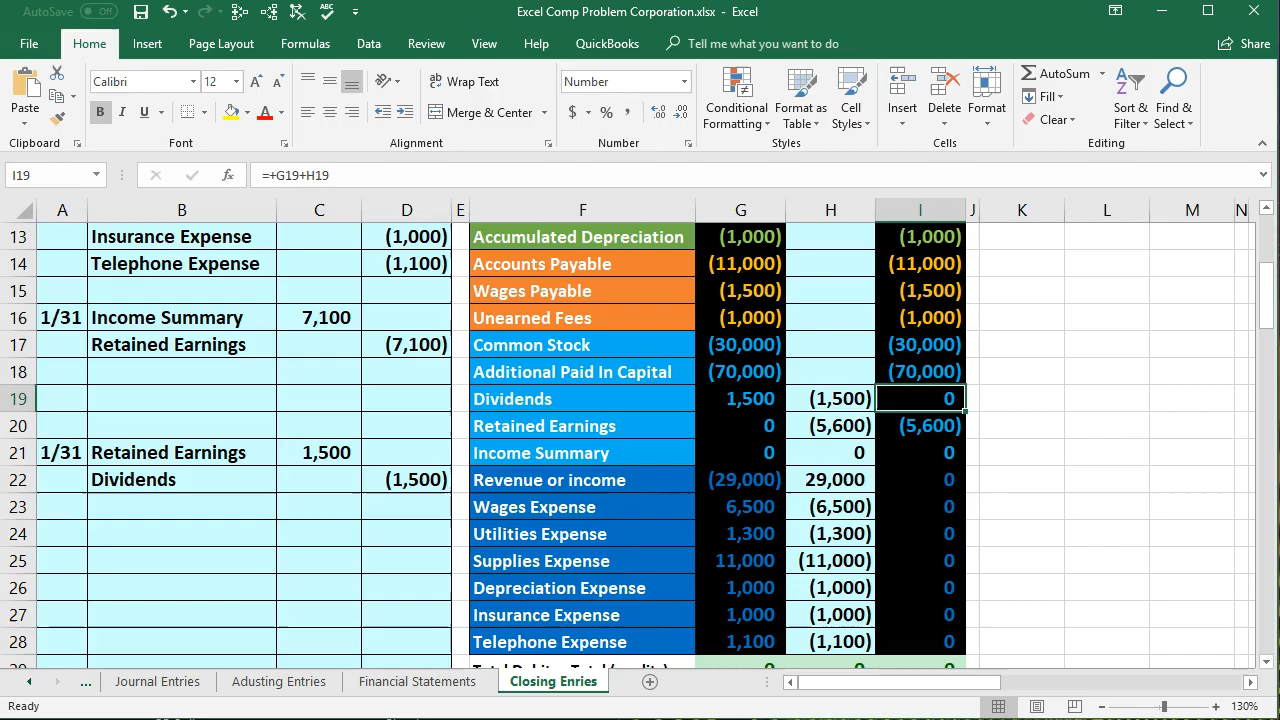 AutoSave Off Excel Comp Problem Corporation.xlsx - Excel
File Home Insert Page Layout Formulas Data Review View Help QuickBooks Tell me what you want to do Share
Paste Calibri 12 Wrap Text Number Conditional Formatting Format as Table Cell Styles Insert Delete Format AutoSum Sort & Filter Find & Select
B I U Merge & Center $ % , Fill
Clear
Clipboard Font Alignment Number Styles Cells Editing
I19 fx =+G19+H19
A B C D E F G H I J K L M N
13 Insurance Expense (1,000) Accumulated Depreciation (1,000) (1,000)
14 Telephone Expense (1,100) Accounts Payable (11,000) (11,000)
15 Wages Payable (1,500) (1,500)
16 1/31 Income Summary 7,100 Unearned Fees (1,000) (1,000)
17 Retained Earnings (7,100) Common Stock (30,000) (30,000)
18 Additional Paid In Capital (70,000) (70,000)
19 Dividends 1,500 (1,500) 0
20 Retained Earnings 0 (5,600) (5,600)
21 1/31 Retained Earnings 1,500 Income Summary 0 0 0
22 Dividends (1,500) Revenue or income (29,000) 29,000 0
23 Wages Expense 6,500 (6,500) 0
24 Utilities Expense 1,300 (1,300) 0
25 Supplies Expense 11,000 (11,000) 0
26 Depreciation Expense 1,000 (1,000) 0
27 Insurance Expense 1,000 (1,000) 0
28 Telephone Expense 1,100 (1,100) 0
... Journal Entries Adusting Entries Financial Statements Closing Enries
Ready 130%